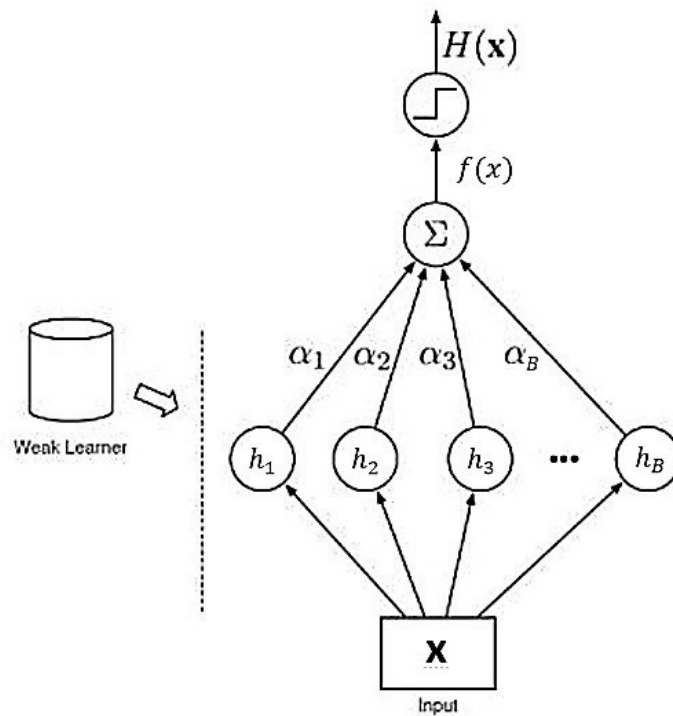 H(x)
f(x)
Σ
α1 α2 α3 αB
Weak Learner
h1 h2 h3 ••• hB
X
Input